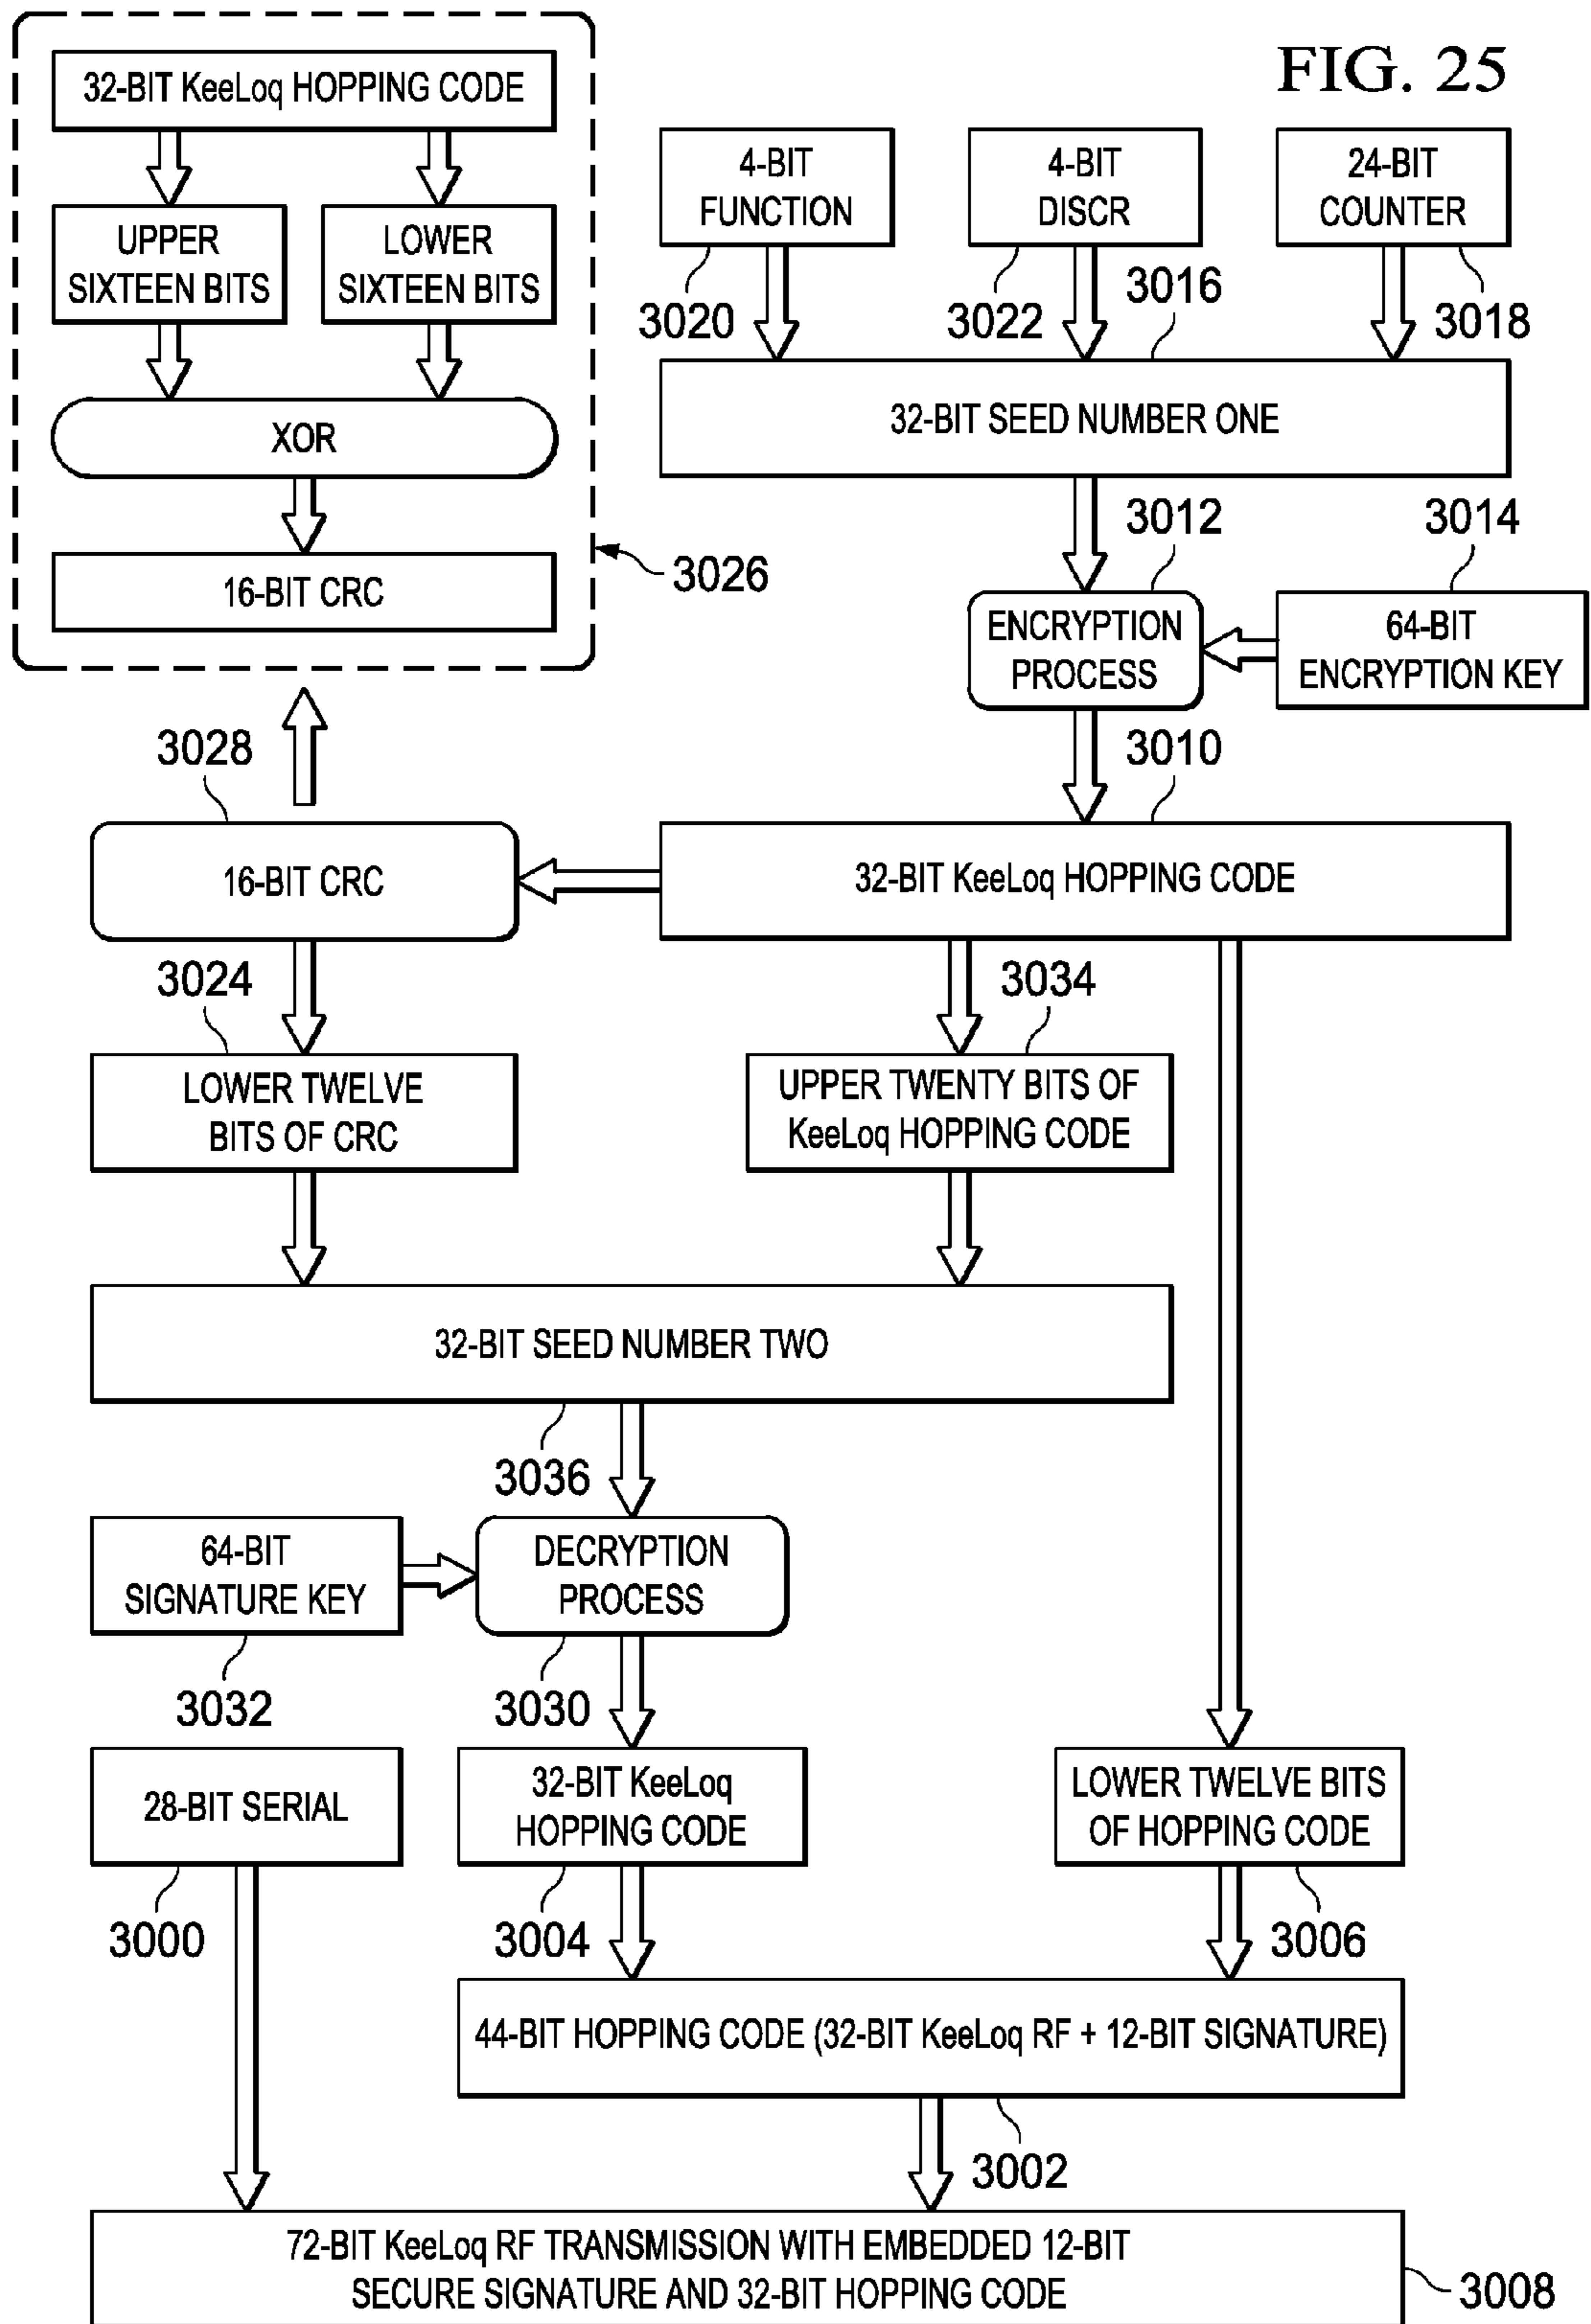 FIG. 25
32-BIT KeeLoq HOPPING CODE
UPPER
SIXTEEN BITS
LOWER
SIXTEEN BITS
XOR
16-BIT CRC
3026
4-BIT
FUNCTION
3020
4-BIT
DISCR
3022
24-BIT
COUNTER
3018
3016
32-BIT SEED NUMBER ONE
3012
ENCRYPTION
PROCESS
3014
64-BIT
ENCRYPTION KEY
3010
32-BIT KeeLoq HOPPING CODE
3028
16-BIT CRC
3024
LOWER TWELVE
BITS OF CRC
3034
UPPER TWENTY BITS OF
KeeLoq HOPPING CODE
32-BIT SEED NUMBER TWO
3036
64-BIT
SIGNATURE KEY
3032
DECRYPTION
PROCESS
3030
28-BIT SERIAL
3000
32-BIT KeeLoq
HOPPING CODE
3004
LOWER TWELVE BITS
OF HOPPING CODE
3006
44-BIT HOPPING CODE (32-BIT KeeLoq RF + 12-BIT SIGNATURE)
3002
72-BIT KeeLoq RF TRANSMISSION WITH EMBEDDED 12-BIT
SECURE SIGNATURE AND 32-BIT HOPPING CODE
3008